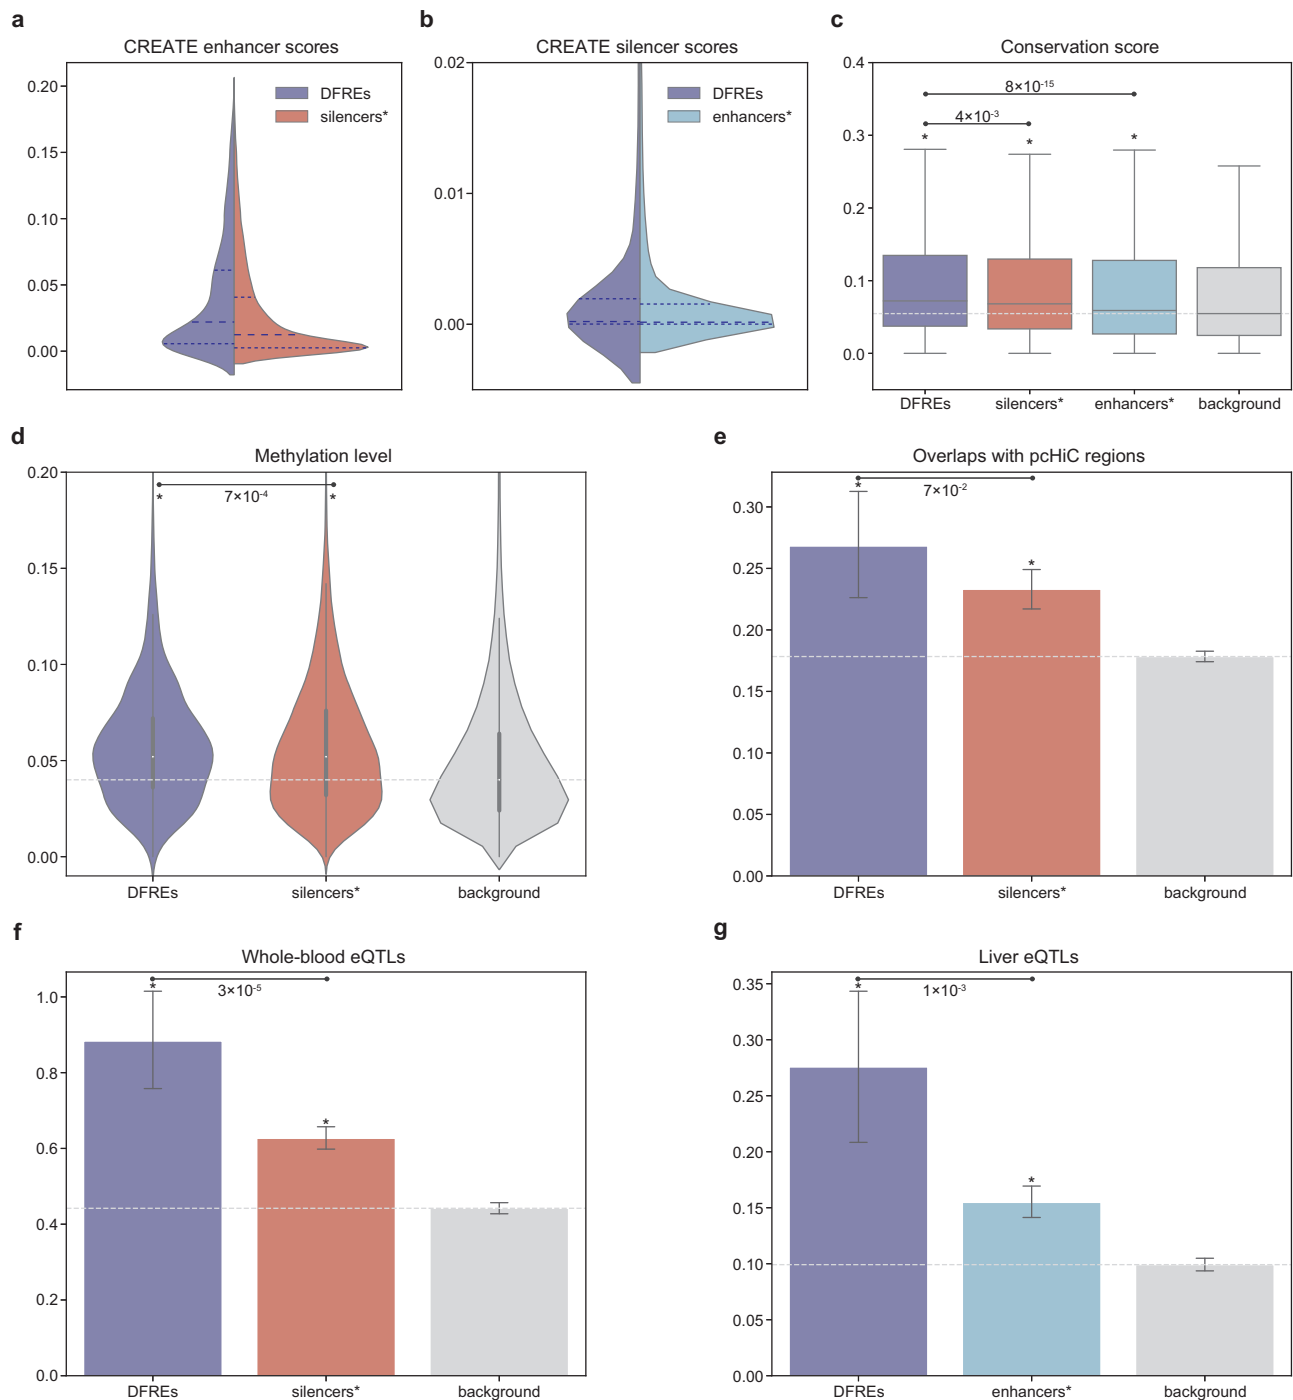 a
CREATE enhancer scores
0.20
0.15
0.10
0.05
0.00
DFREs
silencers*
b
CREATE silencer scores
0.02
0.01
0.00
DFREs
enhancers*
c
Conservation score
0.4
0.3
0.2
0.1
0.0
8×10⁻¹⁵
4×10⁻³
* * *
DFREs silencers* enhancers* background
d
Methylation level
0.20
0.15
0.10
0.05
0.00
7×10⁻⁴
* *
DFREs silencers* background
e
Overlaps with pcHiC regions
0.30
0.25
0.20
0.15
0.10
0.05
0.00
7×10⁻²
* *
DFREs silencers* background
f
Whole-blood eQTLs
1.0
0.8
0.6
0.4
0.2
0.0
3×10⁻⁵
* *
DFREs silencers* background
g
Liver eQTLs
0.35
0.30
0.25
0.20
0.15
0.10
0.05
0.00
1×10⁻³
* *
DFREs enhancers* background